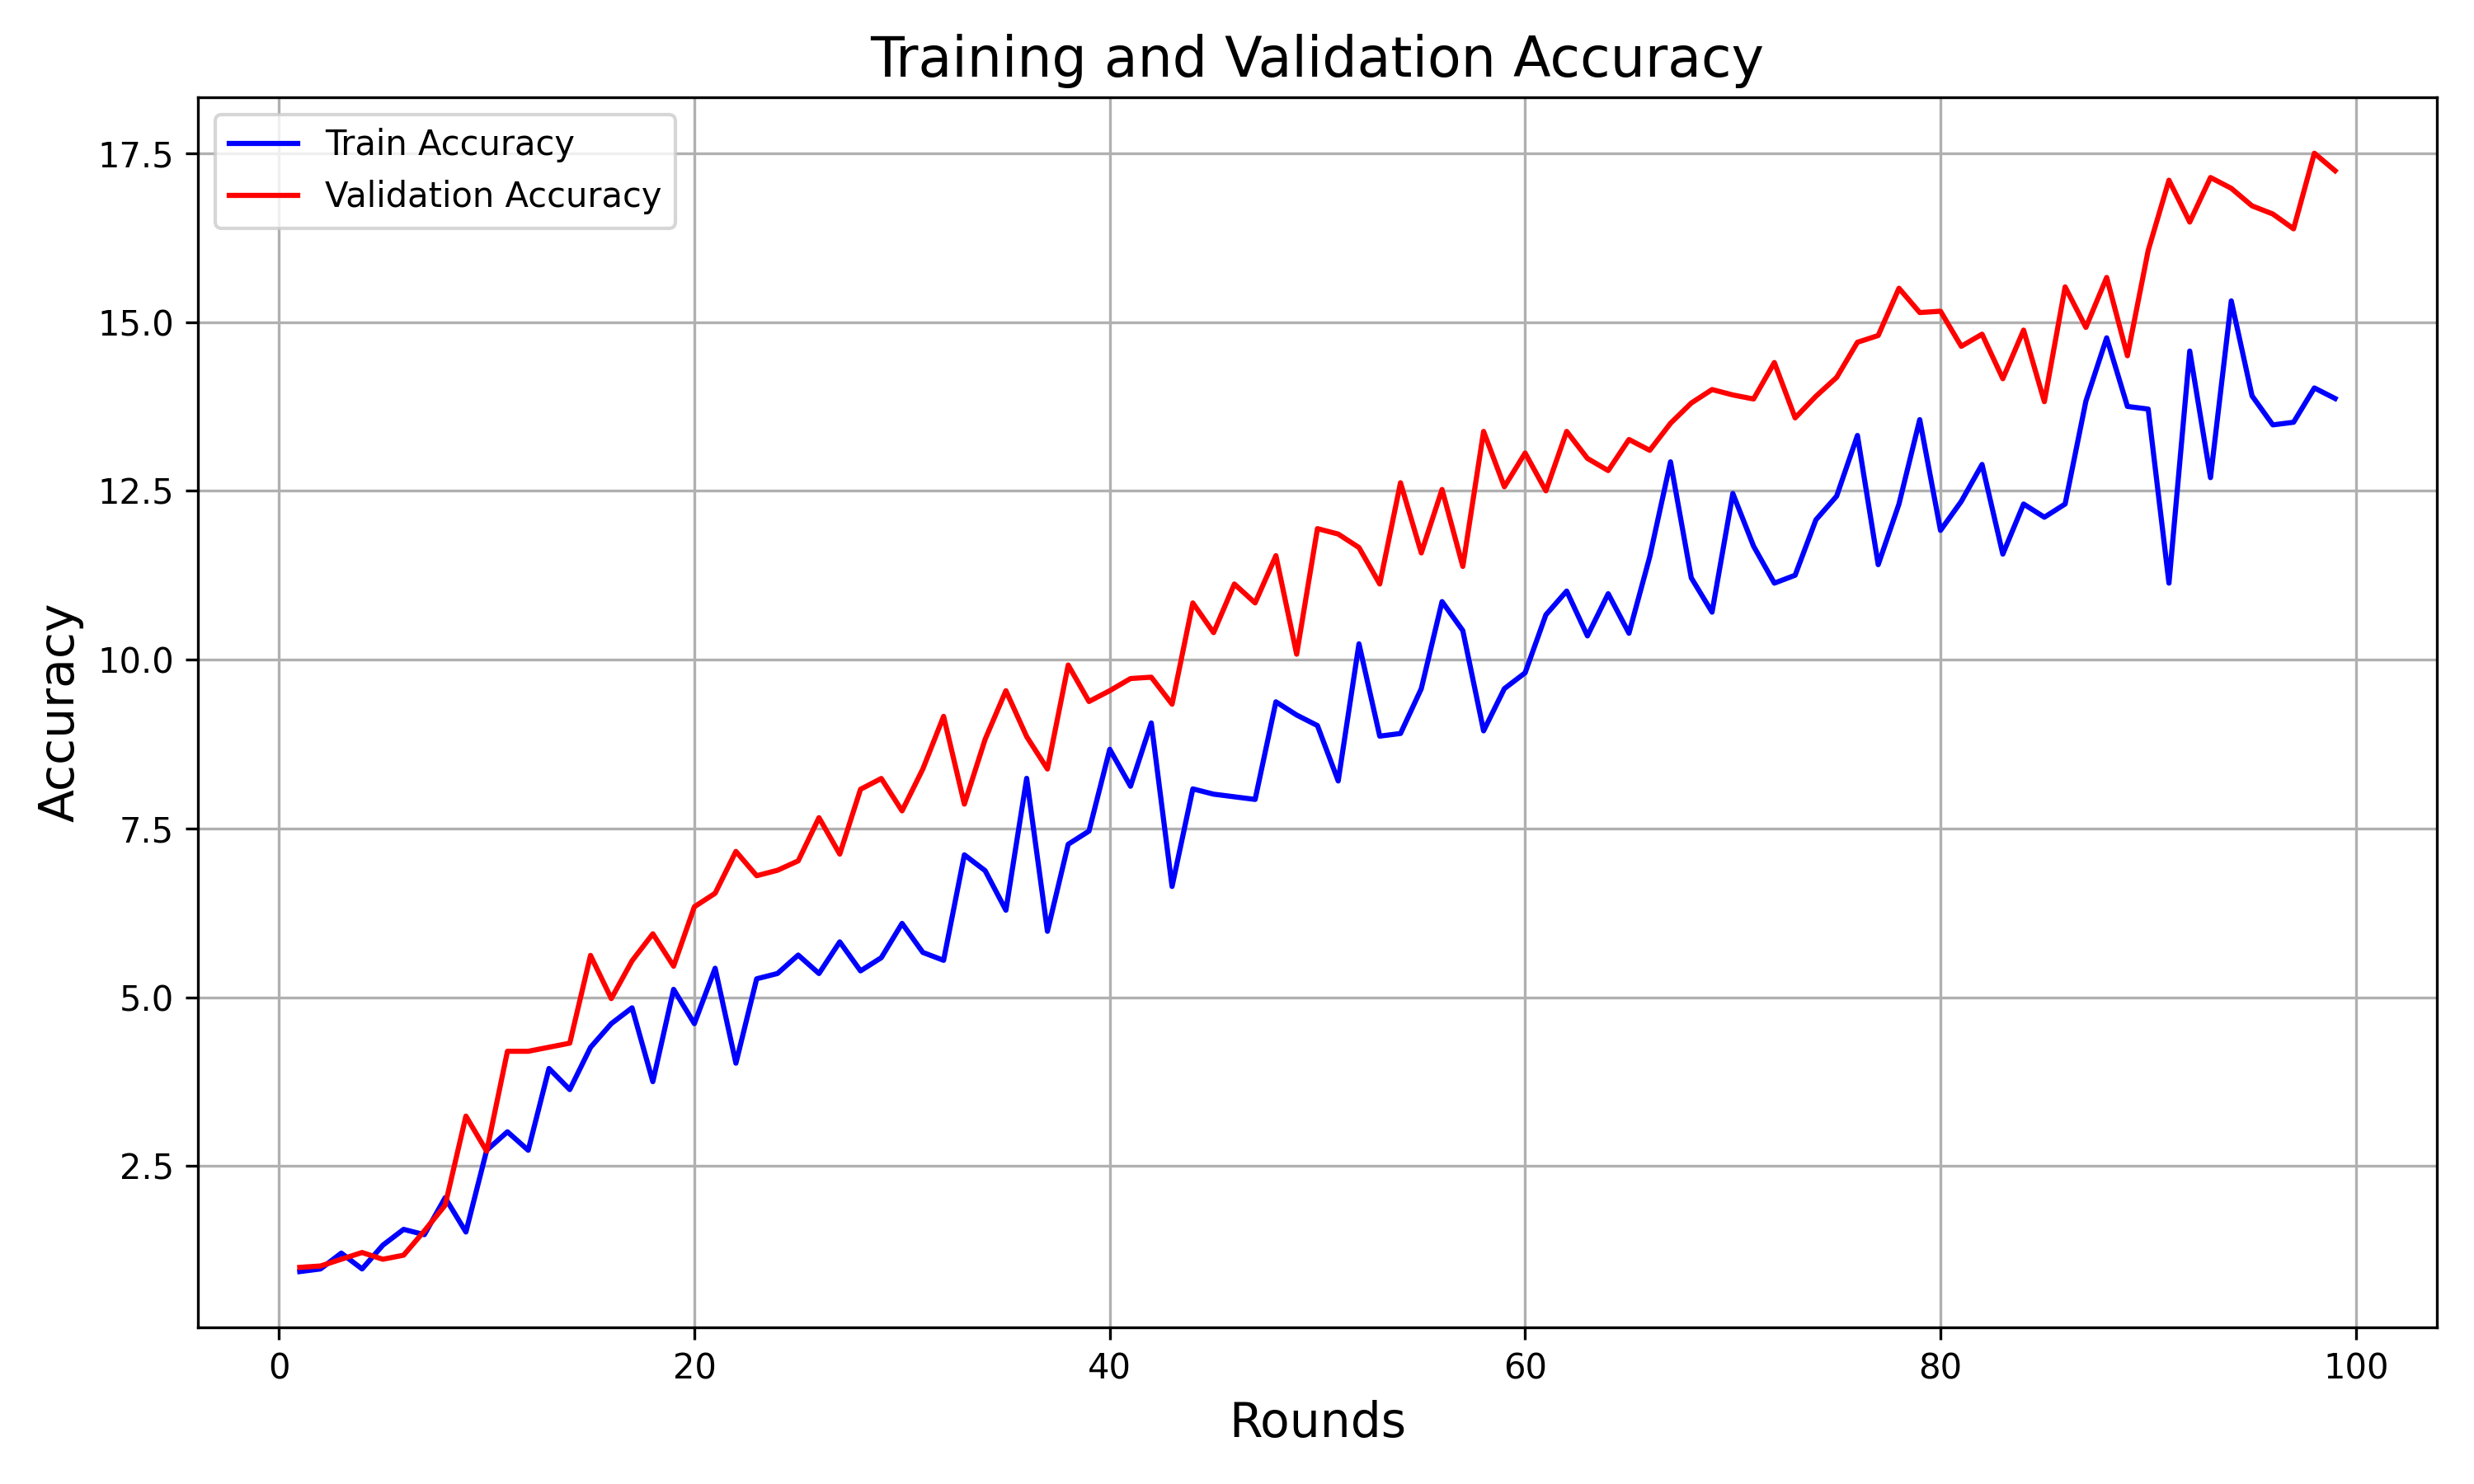 Training and Validation Accuracy
Train Accuracy
Validation Accuracy
17.5
15.0
12.5
10.0
7.5
5.0
2.5
Accuracy
0 20 40 60 80 100
Rounds